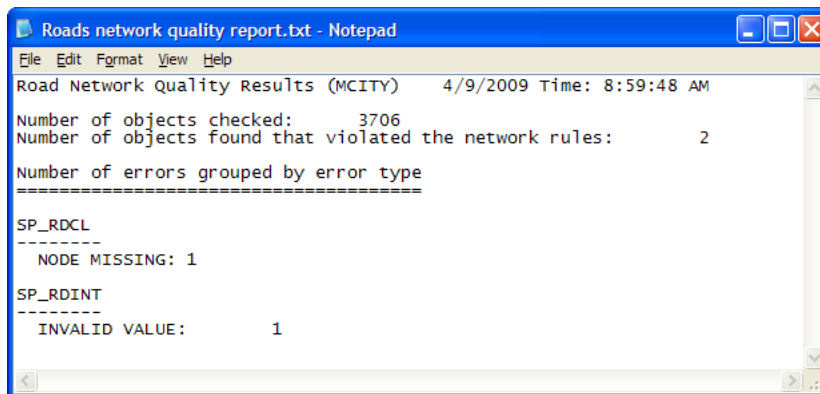 Roads network quality report.txt - Notepad
File Edit Format View Help
Road Network Quality Results (MCITY) 4/9/2009 Time: 8:59:48 AM
Number of objects checked: 3706
Number of objects found that violated the network rules: 2
Number of errors grouped by error type
=======================================
SP_RDCL
--------
NODE MISSING: 1
SP_RDINT
--------
INVALID VALUE: 1